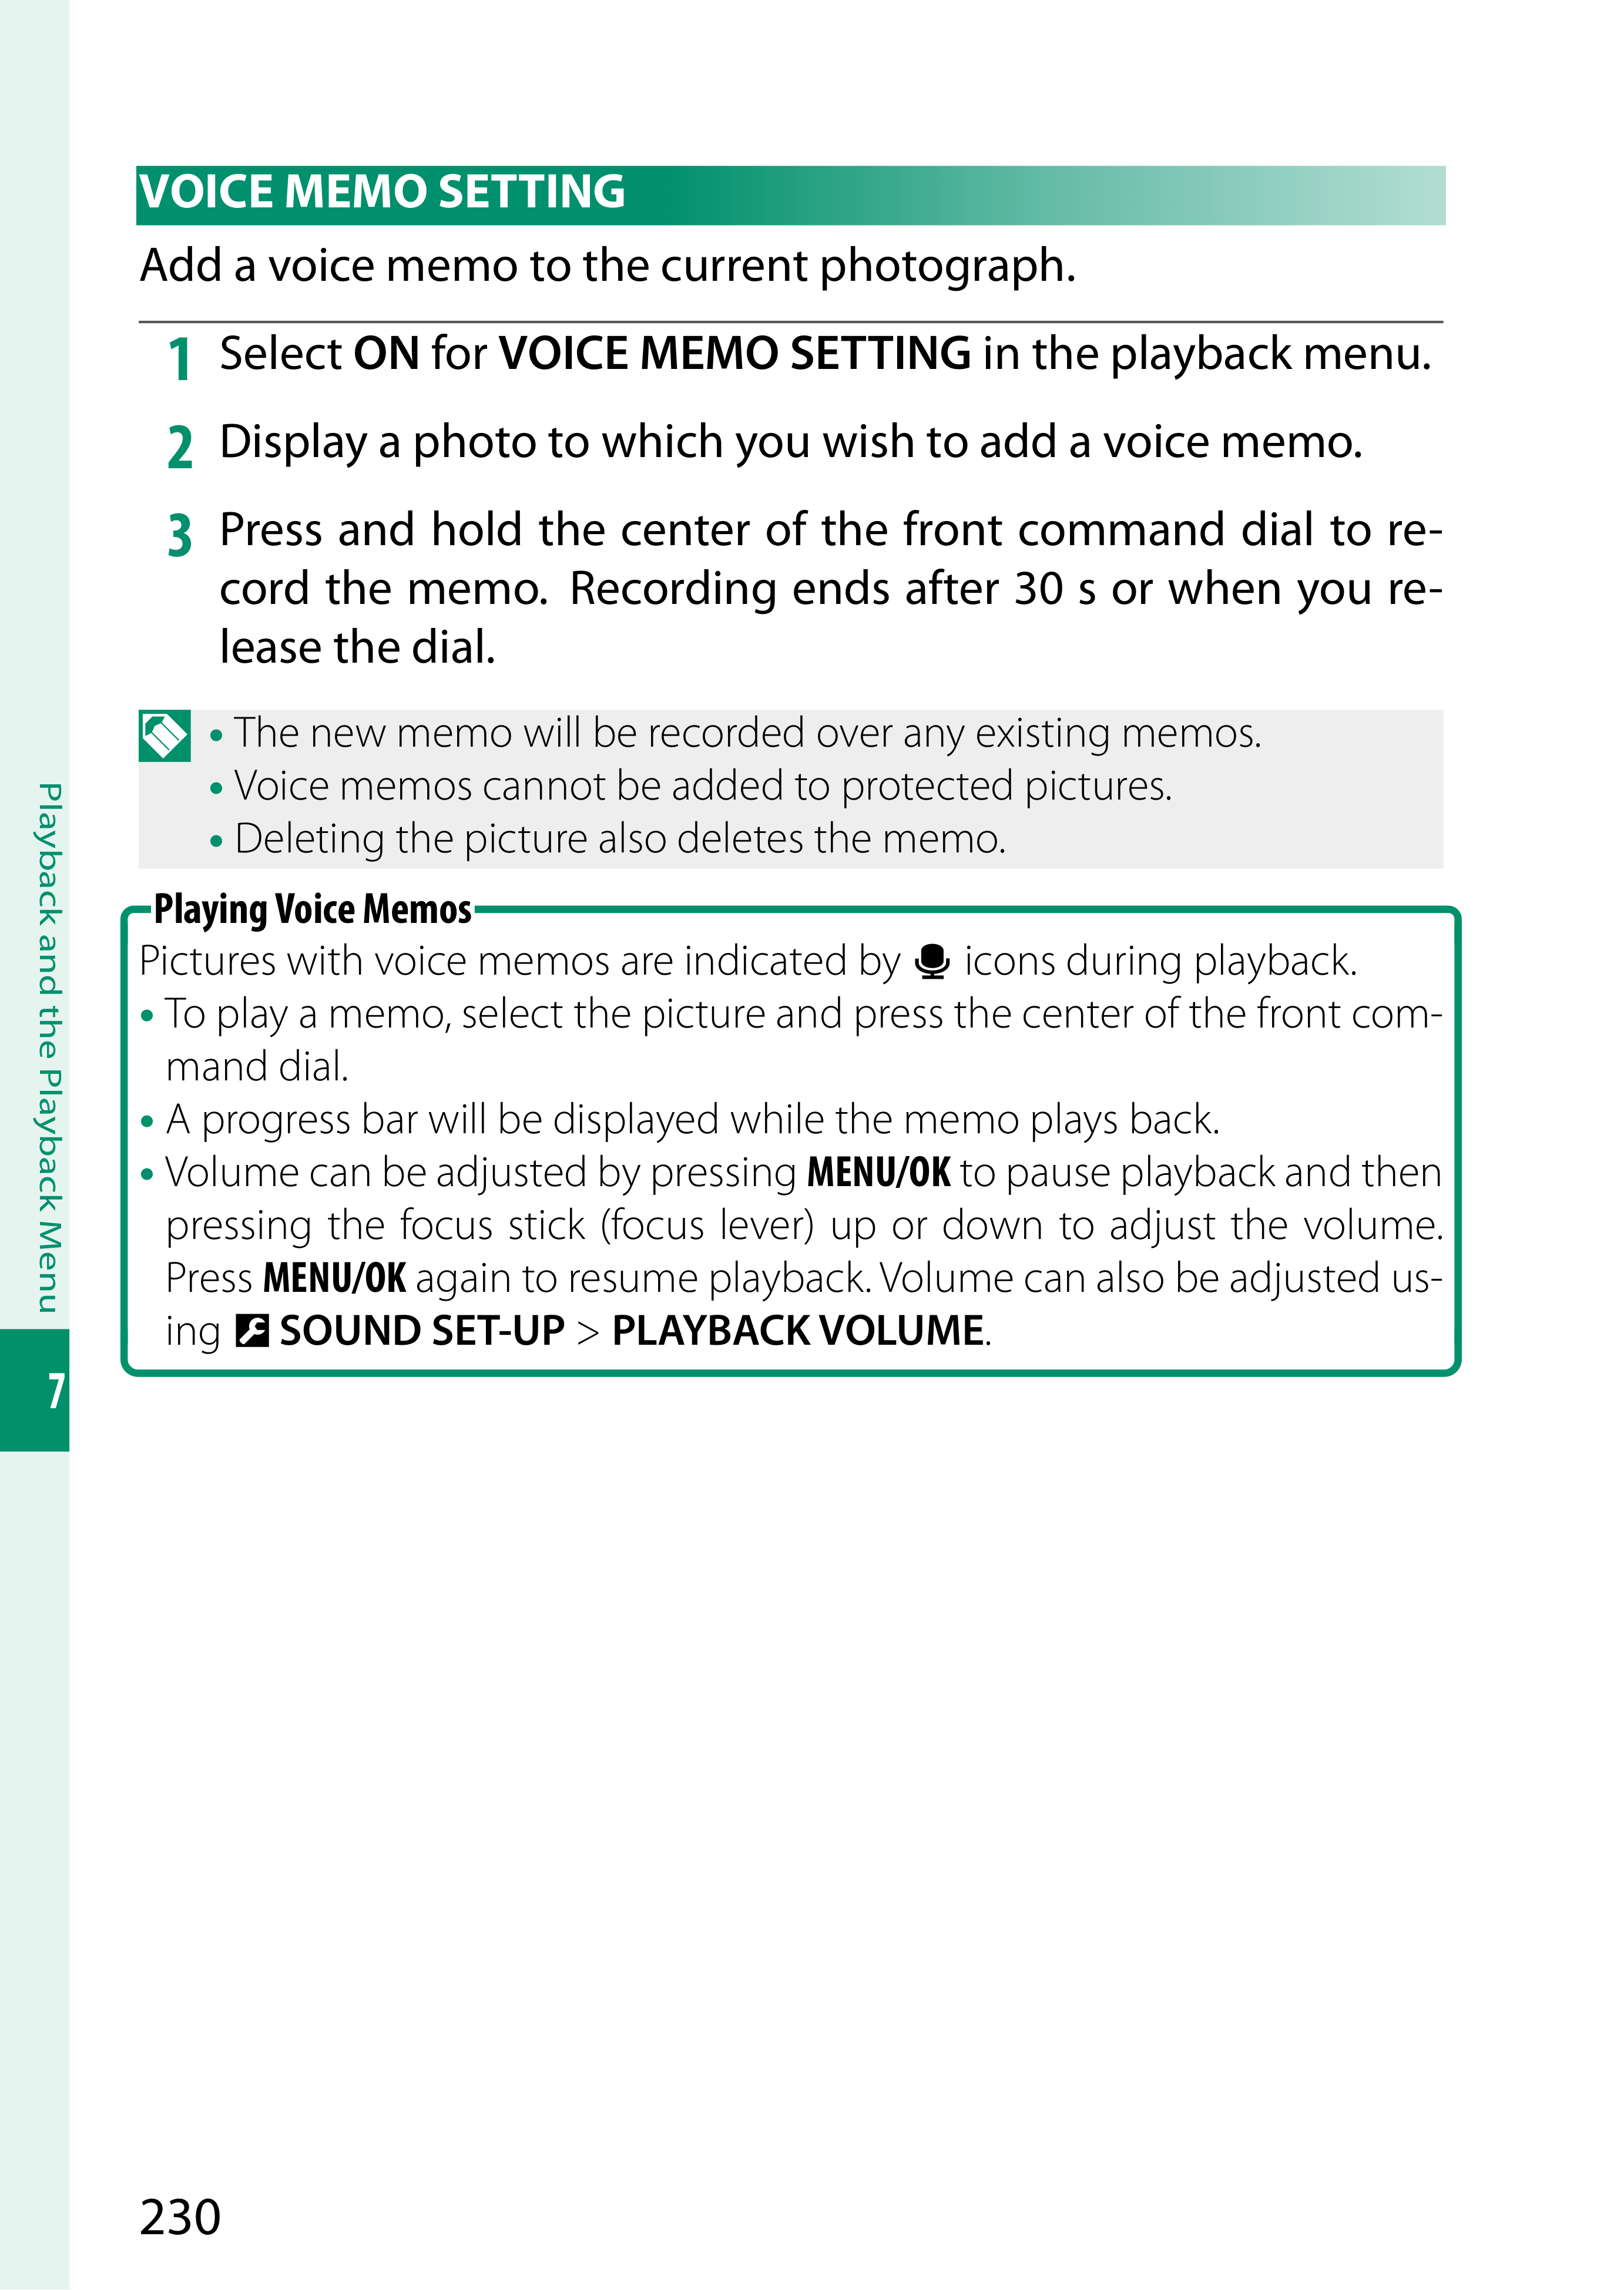 VOICE MEMO SETTING
Add a voice memo to the current photograph.
1 Select ON for VOICE MEMO SETTING in the playback menu.
2 Display a photo to which you wish to add a voice memo.
3 Press and hold the center of the front command dial to re-
cord the memo. Recording ends after 30 s or when you re-
lease the dial.
• The new memo will be recorded over any existing memos.
• Voice memos cannot be added to protected pictures.
• Deleting the picture also deletes the memo.
Playing Voice Memos
Pictures with voice memos are indicated by icons during playback.
• To play a memo, select the picture and press the center of the front com-
mand dial.
• A progress bar will be displayed while the memo plays back.
• Volume can be adjusted by pressing MENU/OK to pause playback and then
pressing the focus stick (focus lever) up or down to adjust the volume.
Press MENU/OK again to resume playback. Volume can also be adjusted us-
ing SOUND SET-UP > PLAYBACK VOLUME.
Playback and the Playback Menu
7
230